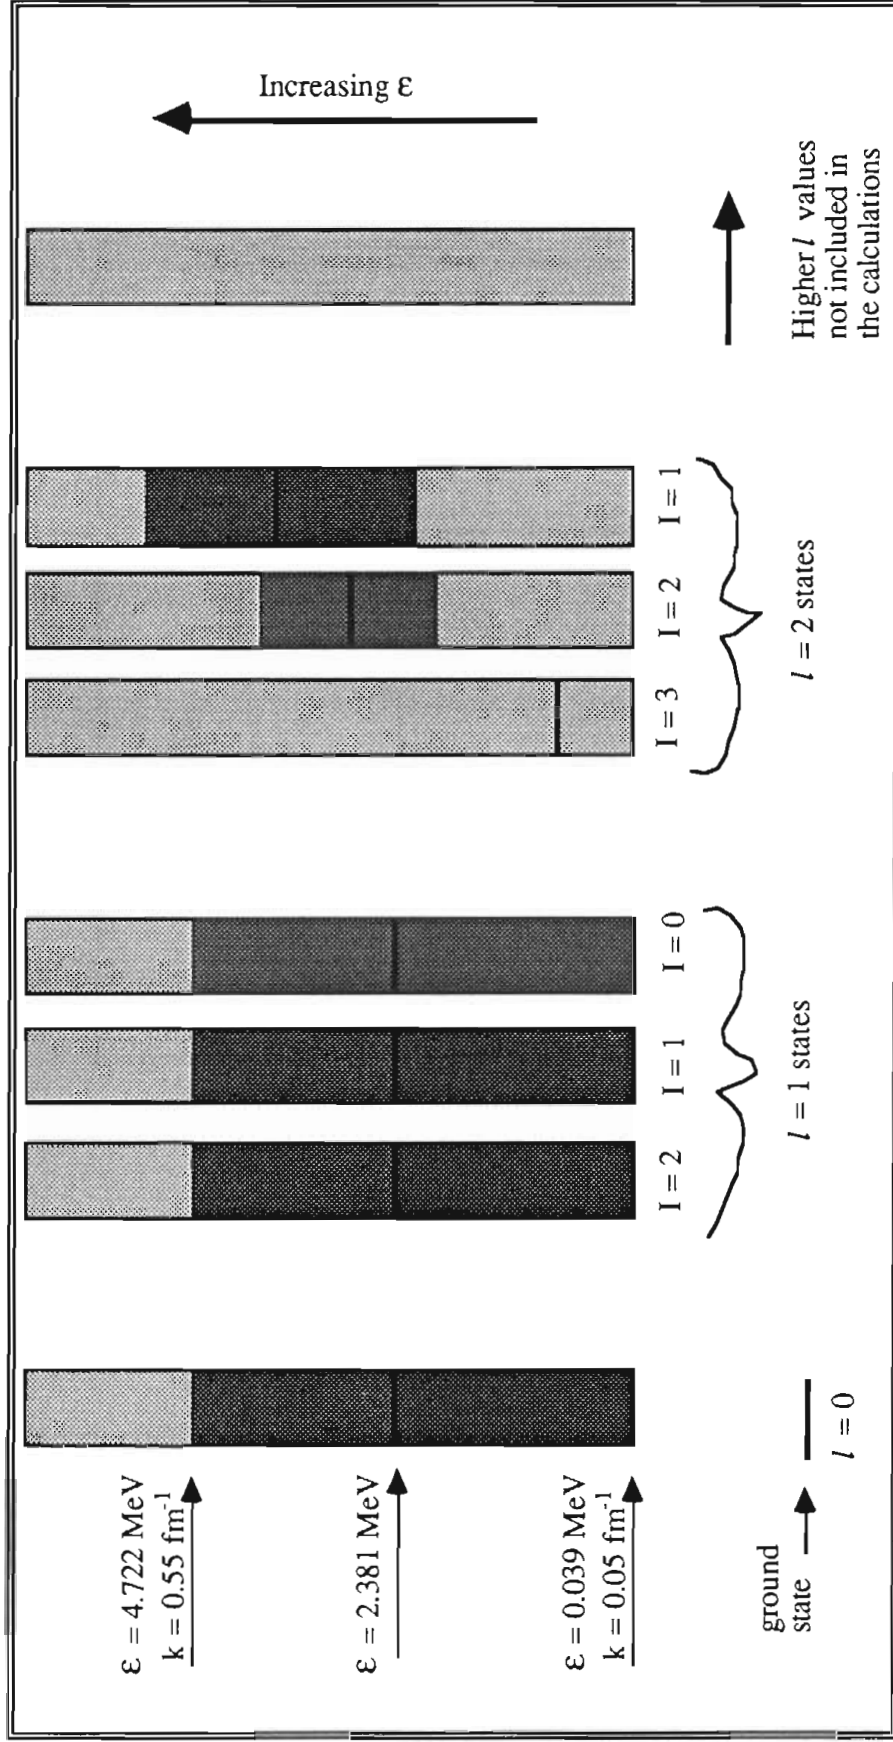 Increasing ε
ε = 4.722 MeV
k = 0.55 fm⁻¹
ε = 2.381 MeV
ε = 0.039 MeV
k = 0.05 fm⁻¹
ground
state
l = 0
I = 2
I = 1
I = 0
l = 1 states
I = 3
I = 2
I = 1
l = 2 states
Higher l values
not included in
the calculations